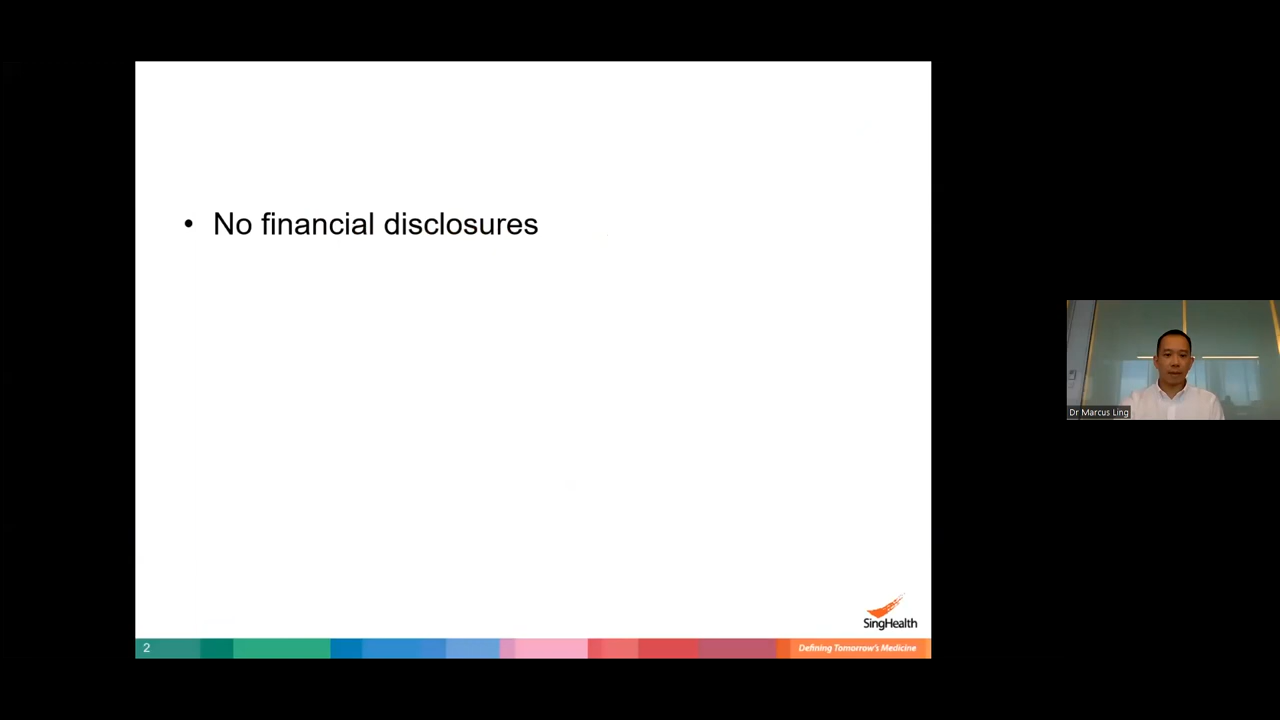 • No financial disclosures
Dr Marcus Ling
SingHealth
2
Defining Tomorrow's Medicine